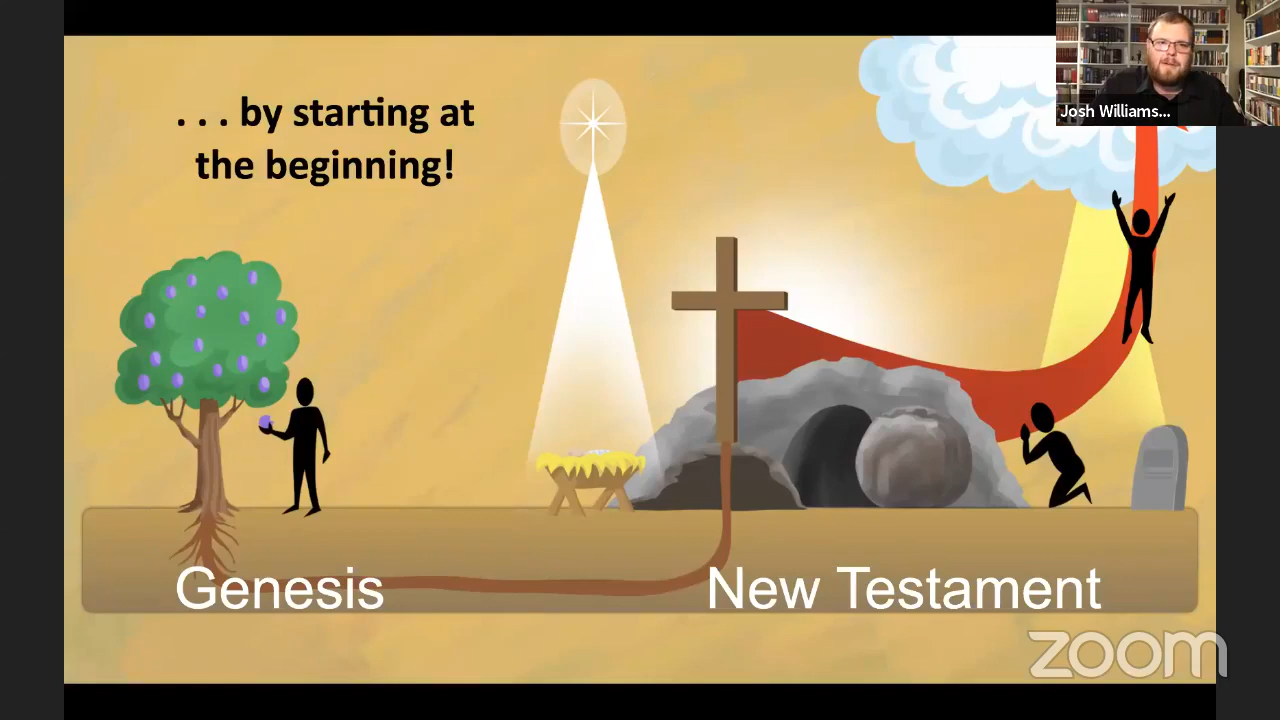 . . . by starting at
the beginning!
Josh Williams...
Genesis
New Testament
zoom